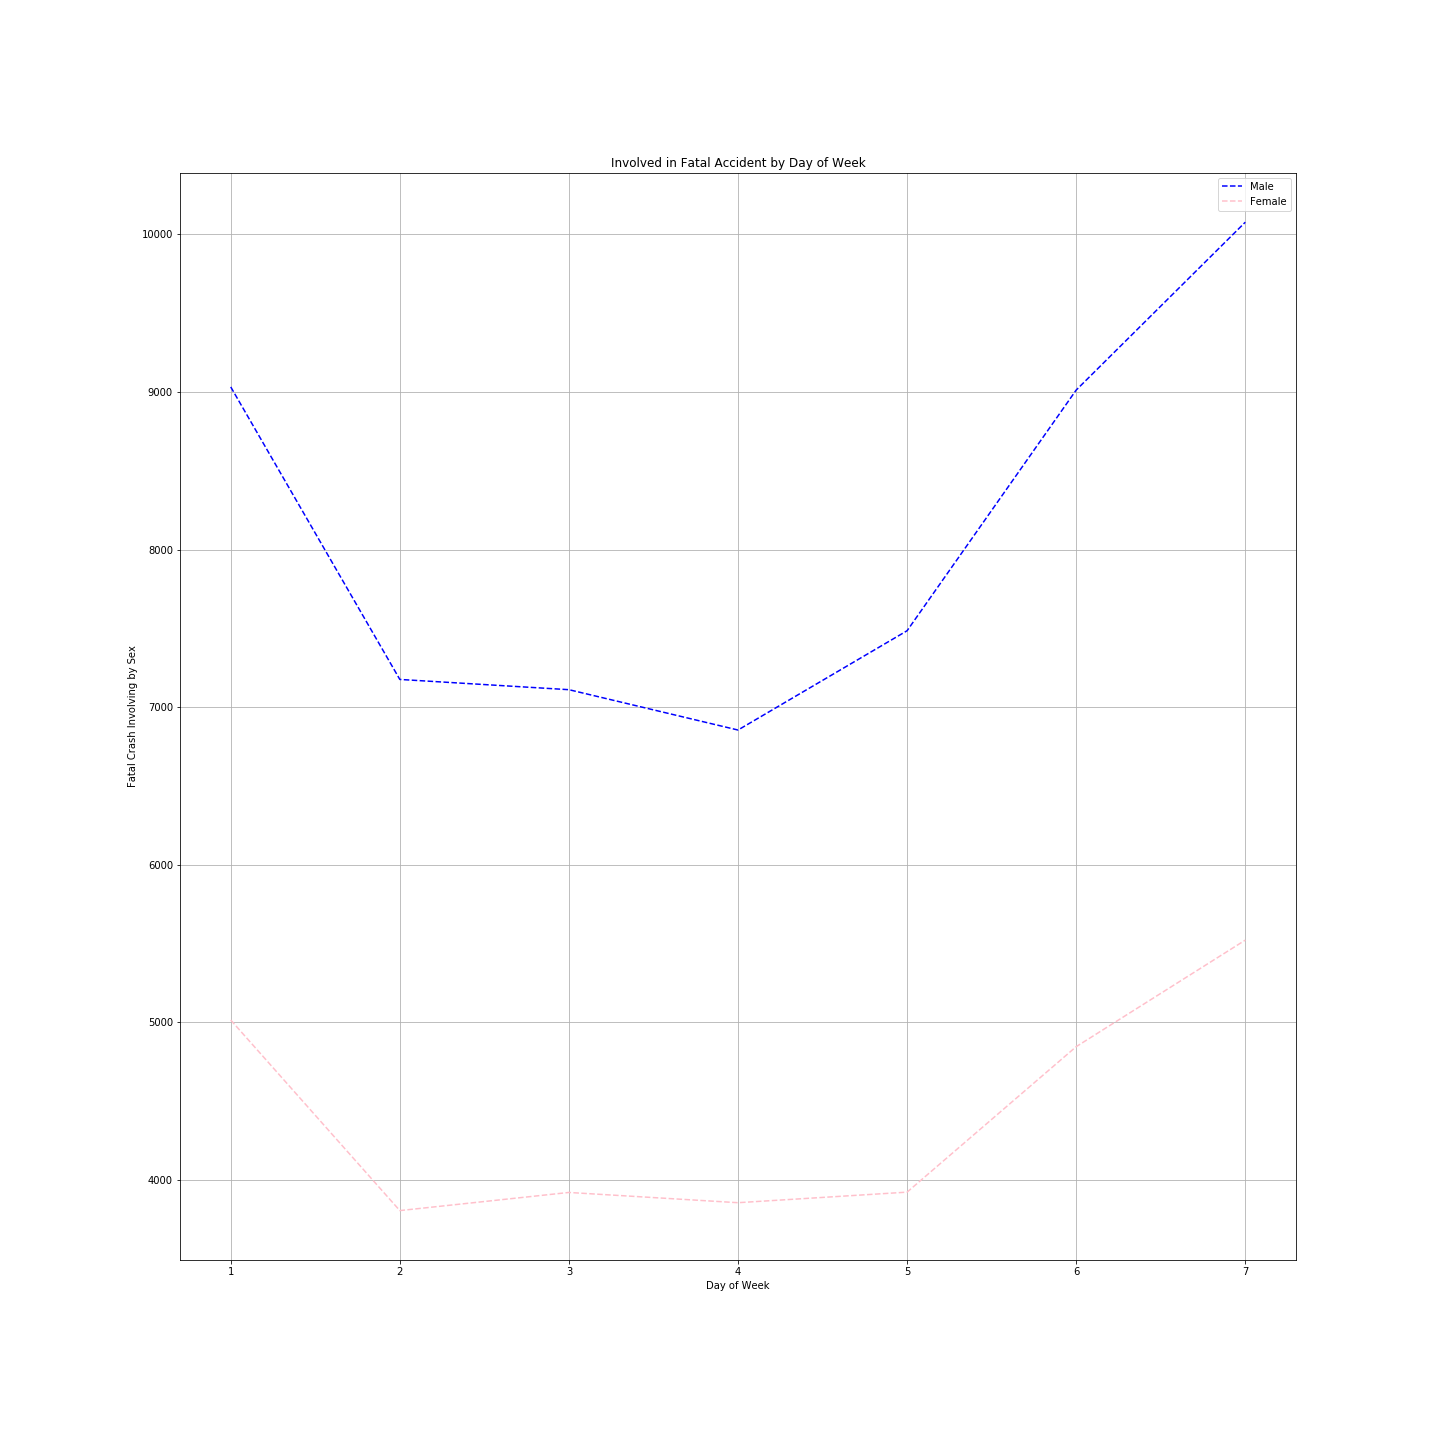 Involved in Fatal Accident by Day of Week
Male
Female
10000
9000
8000
7000
6000
5000
4000
Fatal Crash Involving by Sex
1 2 3 4 5 6 7
Day of Week